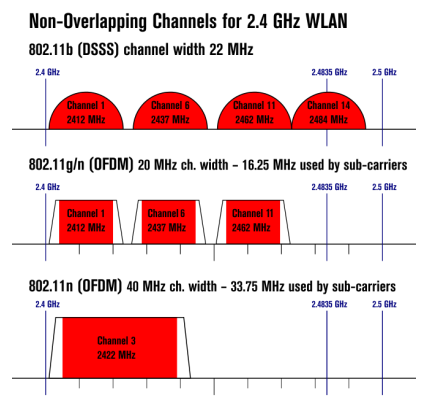 Non-Overlapping Channels for 2.4 GHz WLAN
802.11b (DSSS) channel width 22 MHz
2.4 GHz 2.4835 GHz 2.5 GHz
Channel 1 Channel 6 Channel 11 Channel 14
2412 MHz 2437 MHz 2462 MHz 2484 MHz
802.11g/n (OFDM) 20 MHz ch. width – 16.25 MHz used by sub-carriers
2.4 GHz 2.4835 GHz 2.5 GHz
Channel 1 Channel 6 Channel 11
2412 MHz 2437 MHz 2462 MHz
802.11n (OFDM) 40 MHz ch. width – 33.75 MHz used by sub-carriers
2.4 GHz 2.4835 GHz 2.5 GHz
Channel 3
2422 MHz